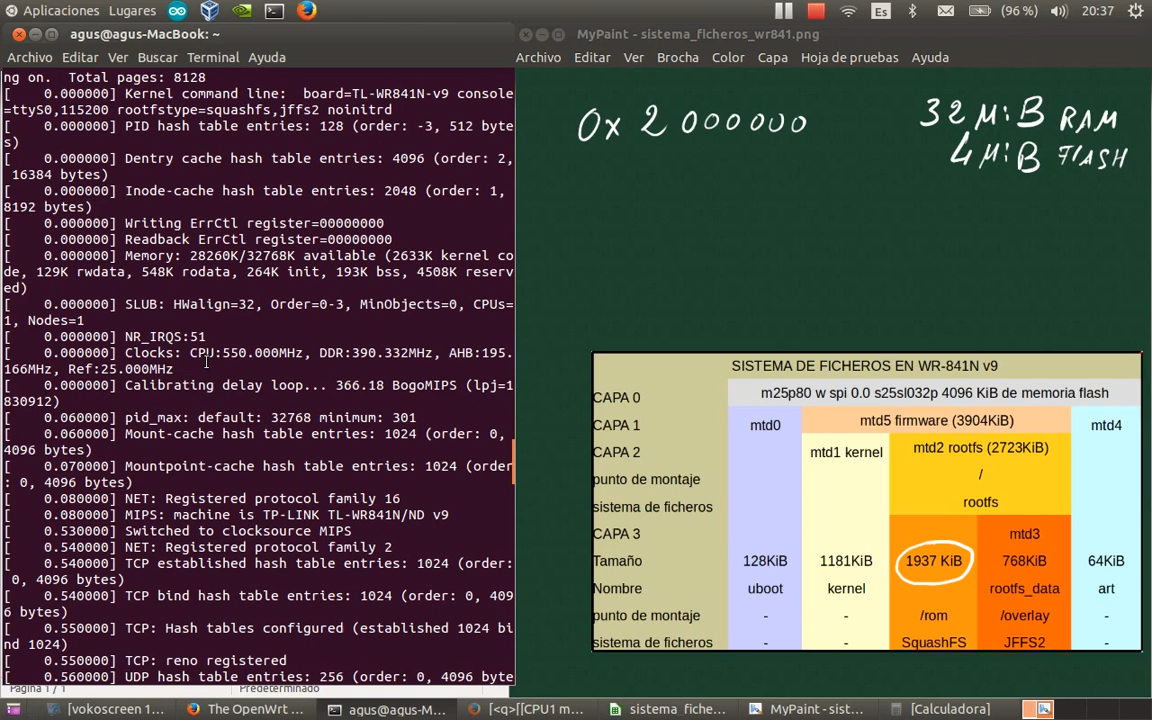 Aplicaciones Lugares Es (96 %) 20:37
agus@agus-MacBook: ~
Archivo Editar Ver Buscar Terminal Ayuda
ng on.  Total pages: 8128
[    0.000000] Kernel command line:  board=TL-WR841N-v9 console
=ttyS0,115200 rootfstype=squashfs,jffs2 noinitrd
[    0.000000] PID hash table entries: 128 (order: -3, 512 byte
s)
[    0.000000] Dentry cache hash table entries: 4096 (order: 2,
 16384 bytes)
[    0.000000] Inode-cache hash table entries: 2048 (order: 1,
8192 bytes)
[    0.000000] Writing ErrCtl register=00000000
[    0.000000] Readback ErrCtl register=00000000
[    0.000000] Memory: 28260K/32768K available (2633K kernel co
de, 129K rwdata, 548K rodata, 264K init, 193K bss, 4508K reserv
ed)
[    0.000000] SLUB: HWalign=32, Order=0-3, MinObjects=0, CPUs=
1, Nodes=1
[    0.000000] NR_IRQS:51
[    0.000000] Clocks: CPU:550.000MHz, DDR:390.332MHz, AHB:195.
166MHz, Ref:25.000MHz
[    0.000000] Calibrating delay loop... 366.18 BogoMIPS (lpj=1
830912)
[    0.060000] pid_max: default: 32768 minimum: 301
[    0.060000] Mount-cache hash table entries: 1024 (order: 0,
4096 bytes)
[    0.070000] Mountpoint-cache hash table entries: 1024 (order
: 0, 4096 bytes)
[    0.080000] NET: Registered protocol family 16
[    0.080000] MIPS: machine is TP-LINK TL-WR841N/ND v9
[    0.530000] Switched to clocksource MIPS
[    0.540000] NET: Registered protocol family 2
[    0.540000] TCP established hash table entries: 1024 (order:
 0, 4096 bytes)
[    0.540000] TCP bind hash table entries: 1024 (order: 0, 409
6 bytes)
[    0.550000] TCP: Hash tables configured (established 1024 bi
nd 1024)
[    0.550000] TCP: reno registered
[    0.560000] UDP hash table entries: 256 (order: 0, 4096 byte
Página 1 / 1 Predeterminado
MyPaint - sistema_ficheros_wr841.png
Archivo Editar Ver Brocha Color Capa Hoja de pruebas Ayuda
0x 2 000000 32 MiB RAM
4 MiB FLASH
SISTEMA DE FICHEROS EN WR-841N v9
CAPA 0 m25p80 w spi 0.0 s25sl032p 4096 KiB de memoria flash
CAPA 1 mtd0 mtd5 firmware (3904KiB) mtd4
CAPA 2 mtd1 kernel mtd2 rootfs (2723KiB)
punto de montaje /
sistema de ficheros rootfs
CAPA 3 mtd3
Tamaño 128KiB 1181KiB 1937 KiB 768KiB 64KiB
Nombre uboot kernel rootfs_data art
punto de montaje - - /rom /overlay -
sistema de ficheros - - SquashFS JFFS2 -
[vokoscreen 1... The OpenWrt ... agus@agus-M... [<q>[[CPU1 m... sistema_fiche... MyPaint - sist... [Calculadora]